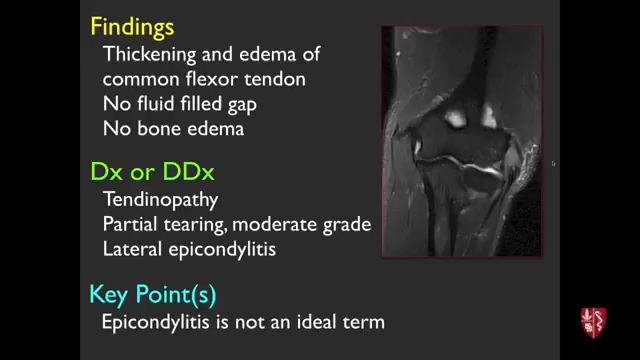 Findings
Thickening and edema of
common flexor tendon
No fluid filled gap
No bone edema
Dx or DDx
Tendinopathy
Partial tearing, moderate grade
Lateral epicondylitis
Key Point(s)
Epicondylitis is not an ideal term